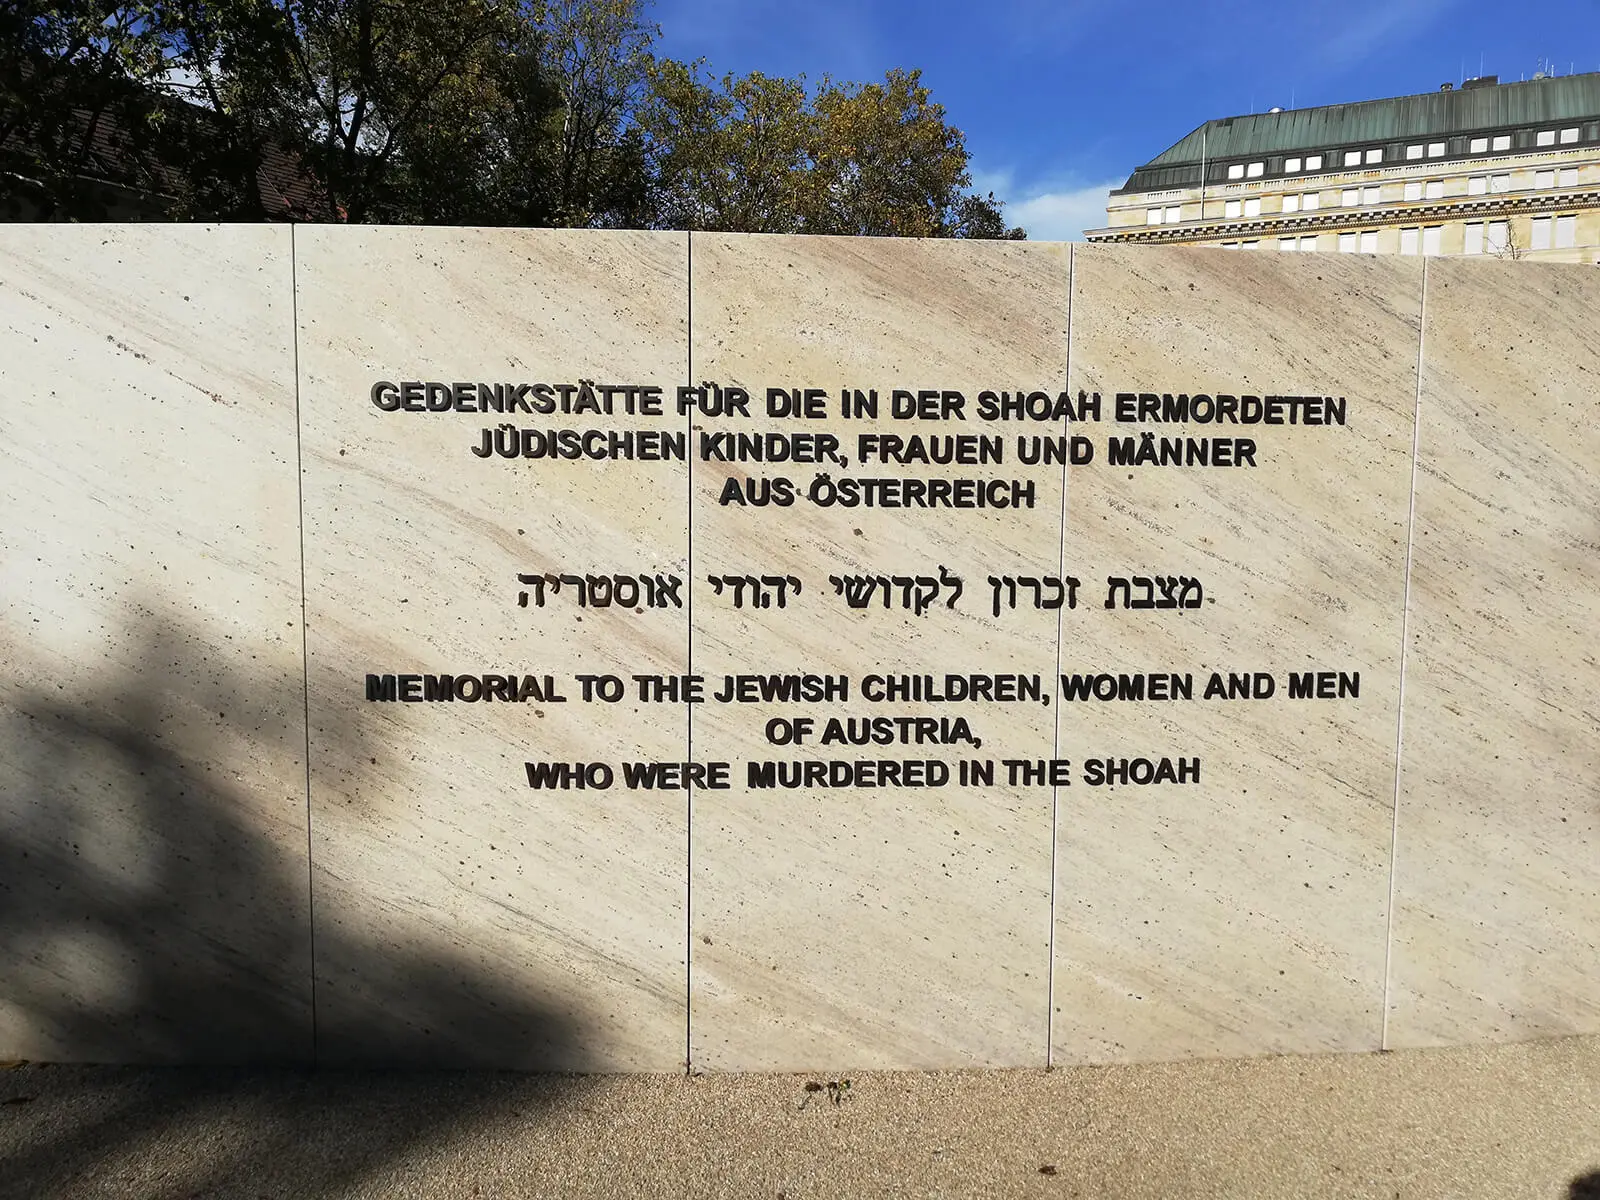 GEDENKSTÄTTE FÜR DIE IN DER SHOAH ERMORDETEN
JÜDISCHEN KINDER, FRAUEN UND MÄNNER
AUS ÖSTERREICH
מצבת זכרון לקדושי יהודי אוסטריה
MEMORIAL TO THE JEWISH CHILDREN, WOMEN AND MEN
OF AUSTRIA,
WHO WERE MURDERED IN THE SHOAH